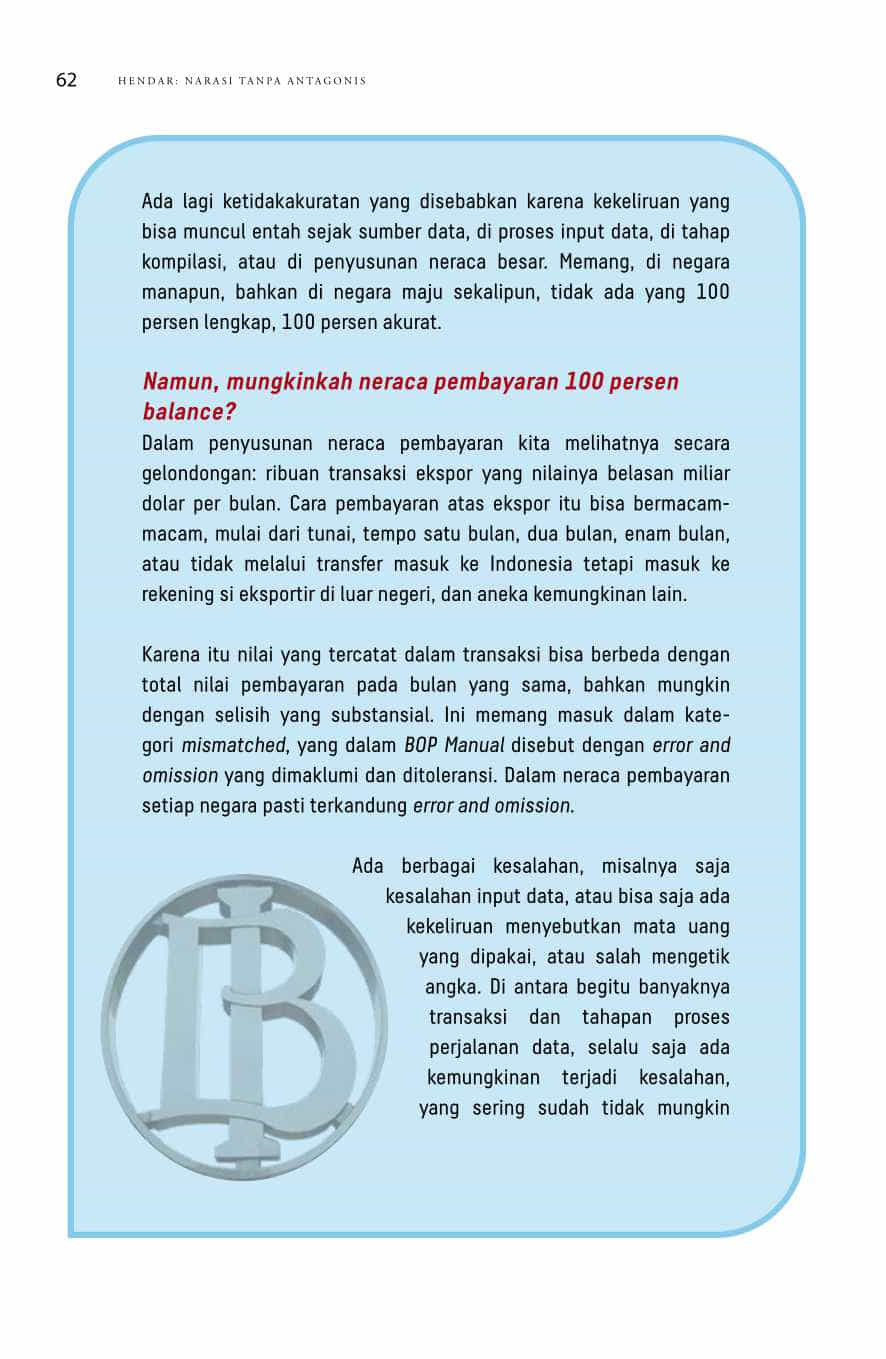 62
HENDAR: NARASI TANPA ANTAGONIS
Ada lagi ketidakakuratan yang disebabkan karena kekeliruan yang
bisa muncul entah sejak sumber data, di proses input data, di tahap
kompilasi, atau di penyusunan neraca besar. Memang, di negara
manapun, bahkan di negara maju sekalipun, tidak ada yang 100
persen lengkap, 100 persen akurat.
Namun, mungkinkah neraca pembayaran 100 persen
balance?
Dalam penyusunan neraca pembayaran kita melihatnya secara
gelondongan: ribuan transaksi ekspor yang nilainya belasan miliar
dolar per bulan. Cara pembayaran atas ekspor itu bisa bermacam-
macam, mulai dari tunai, tempo satu bulan, dua bulan, enam bulan,
atau tidak melalui transfer masuk ke Indonesia tetapi masuk ke
rekening si eksportir di luar negeri, dan aneka kemungkinan lain.
Karena itu nilai yang tercatat dalam transaksi bisa berbeda dengan
total nilai pembayaran pada bulan yang sama, bahkan mungkin
dengan selisih yang substansial. Ini memang masuk dalam kate-
gori mismatched, yang dalam BOP Manual disebut dengan error and
omission yang dimaklumi dan ditoleransi. Dalam neraca pembayaran
setiap negara pasti terkandung error and omission.
Ada berbagai kesalahan, misalnya saja
kesalahan input data, atau bisa saja ada
kekeliruan menyebutkan mata uang
yang dipakai, atau salah mengetik
angka. Di antara begitu banyaknya
transaksi dan tahapan proses
perjalanan data, selalu saja ada
kemungkinan terjadi kesalahan,
yang sering sudah tidak mungkin